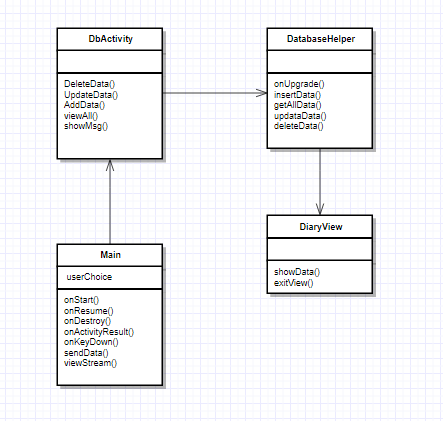 DbActivity
DeleteData()
UpdateData()
AddData()
viewAll()
showMsg()
DatabaseHelper
onUpgrade()
insertData()
getAllData()
updataData()
deleteData()
Main
userChoice
onStart()
onResume()
onDestroy()
onActivityResult()
onKeyDown()
sendData()
viewStream()
DiaryView
showData()
exitView()